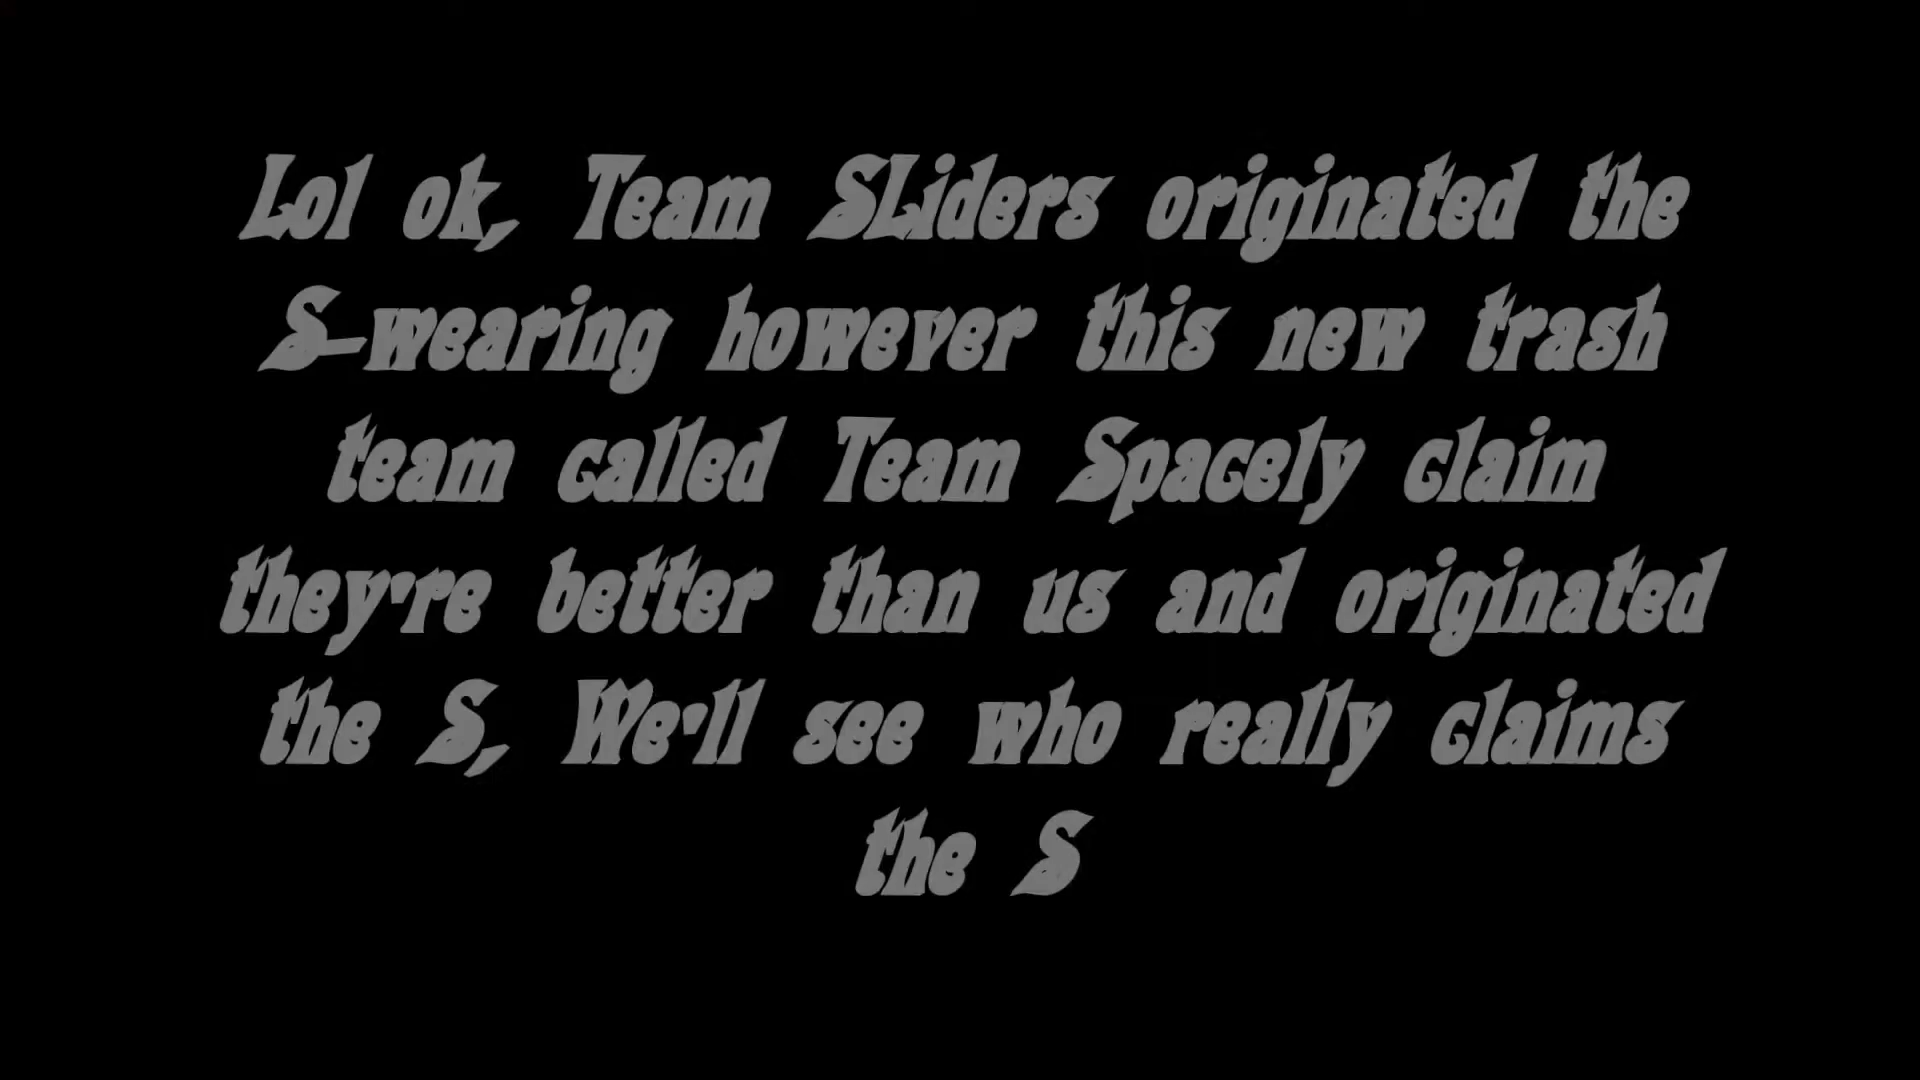 Lol ok, Team SLiders originated the
S-wearing however this new trash
team called Team Spacely claim
they're better than us and originated
the S, We'll see who really claims
the S